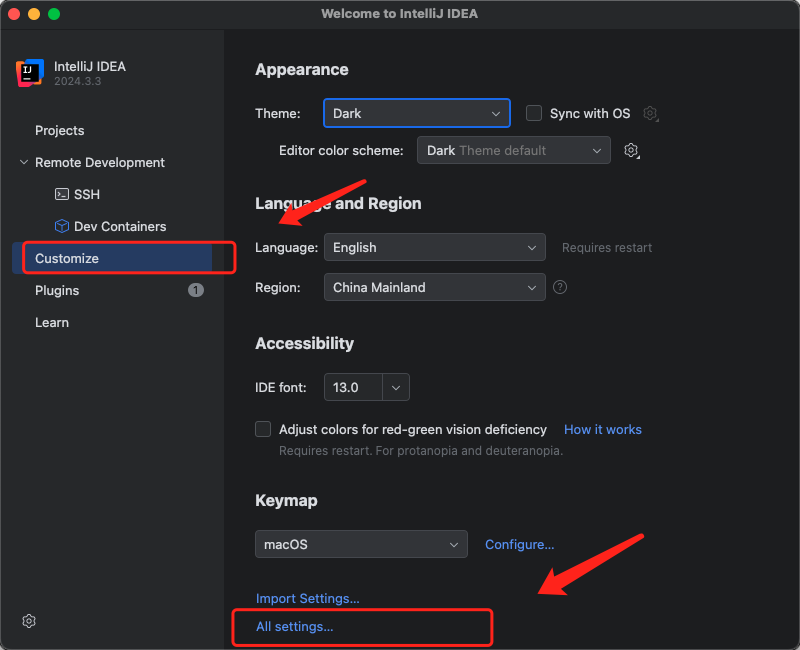 Welcome to IntelliJ IDEA
IJ
IntelliJ IDEA
2024.3.3
Projects
Remote Development
SSH
Dev Containers
Customize
Plugins 1
Learn
Appearance
Theme: Dark Sync with OS
Editor color scheme: Dark Theme default
Language and Region
Language: English Requires restart
Region: China Mainland ?
Accessibility
IDE font: 13.0
Adjust colors for red-green vision deficiency How it works
Requires restart. For protanopia and deuteranopia.
Keymap
macOS Configure...
Import Settings...
All settings...